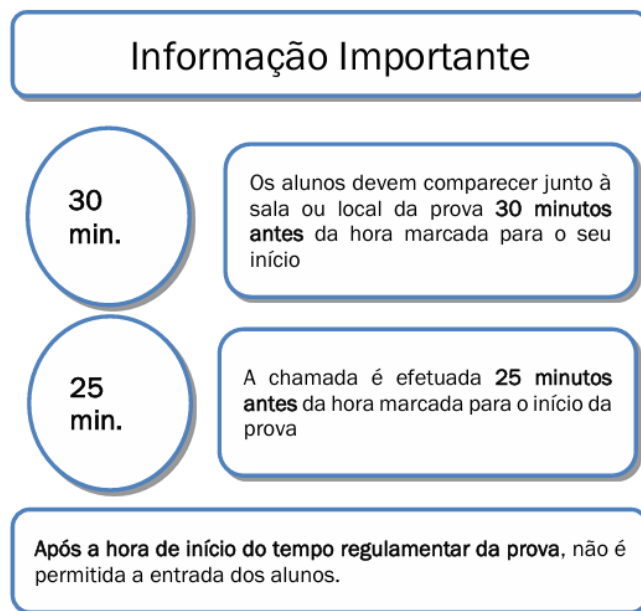 Informação Importante
30
min.
Os alunos devem comparecer junto à
sala ou local da prova 30 minutos
antes da hora marcada para o seu
início
25
min.
A chamada é efetuada 25 minutos
antes da hora marcada para o início da
prova
Após a hora de início do tempo regulamentar da prova, não é
permitida a entrada dos alunos.